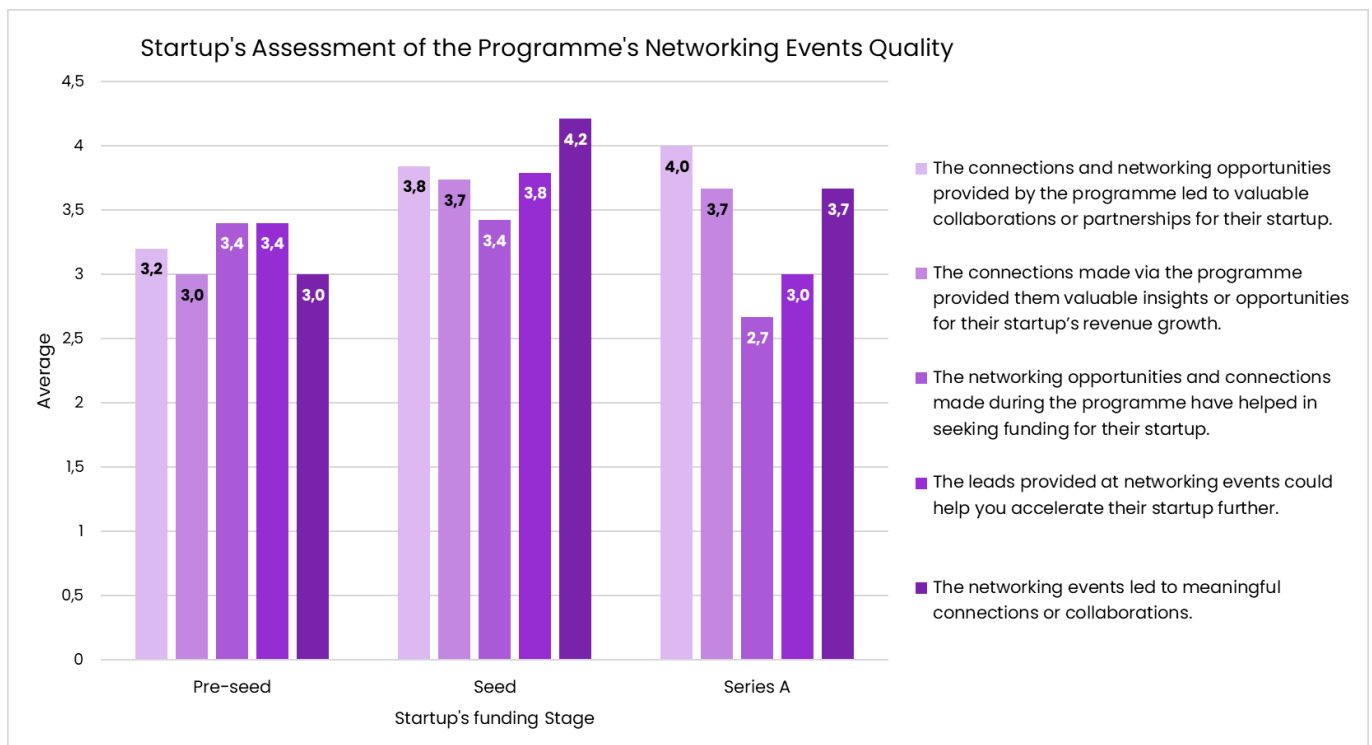 Startup's Assessment of the Programme's Networking Events Quality
4,5
4
3,5
3
2,5
2
1,5
1
0,5
0
Average
3,2
3,0
3,4
3,4
3,0
3,8
3,7
3,4
3,8
4,2
4,0
3,7
2,7
3,0
3,7
Pre-seed
Seed
Series A
Startup's funding Stage
The connections and networking opportunities
provided by the programme led to valuable
collaborations or partnerships for their startup.
The connections made via the programme
provided them valuable insights or opportunities
for their startup’s revenue growth.
The networking opportunities and connections
made during the programme have helped in
seeking funding for their startup.
The leads provided at networking events could
help you accelerate their startup further.
The networking events led to meaningful
connections or collaborations.